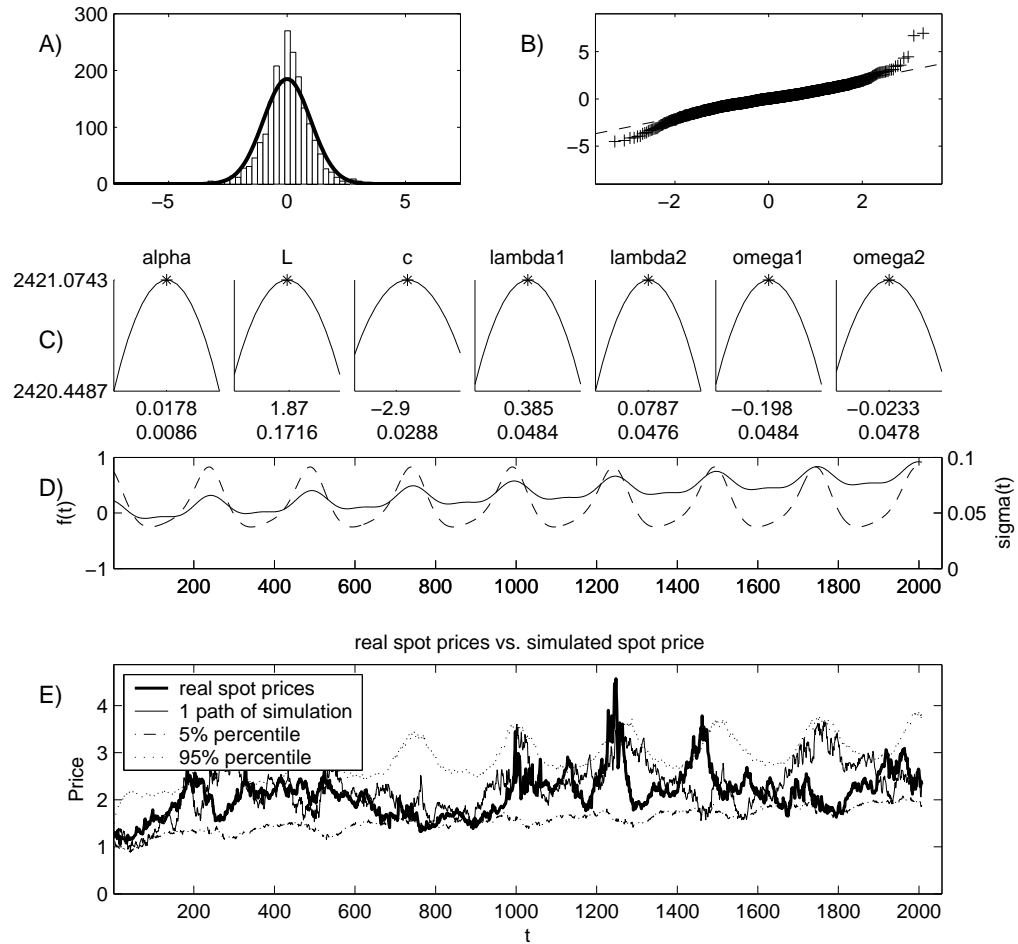 A)
300
200
100
0
−5 0 5
B)
5
0
−5
−2 0 2
alpha L c lambda1 lambda2 omega1 omega2
2421.0743
C)
2420.4487
0.0178 1.87 −2.9 0.385 0.0787 −0.198 −0.0233
0.0086 0.1716 0.0288 0.0484 0.0476 0.0484 0.0478
D)
f(t)
1
0
−1
0.1
0.05
0
sigma(t)
200 400 600 800 1000 1200 1400 1600 1800 2000
real spot prices vs. simulated spot price
E)
Price
4
3
2
1
0
real spot prices
1 path of simulation
5% percentile
95% percentile
200 400 600 800 1000 1200 1400 1600 1800 2000
t